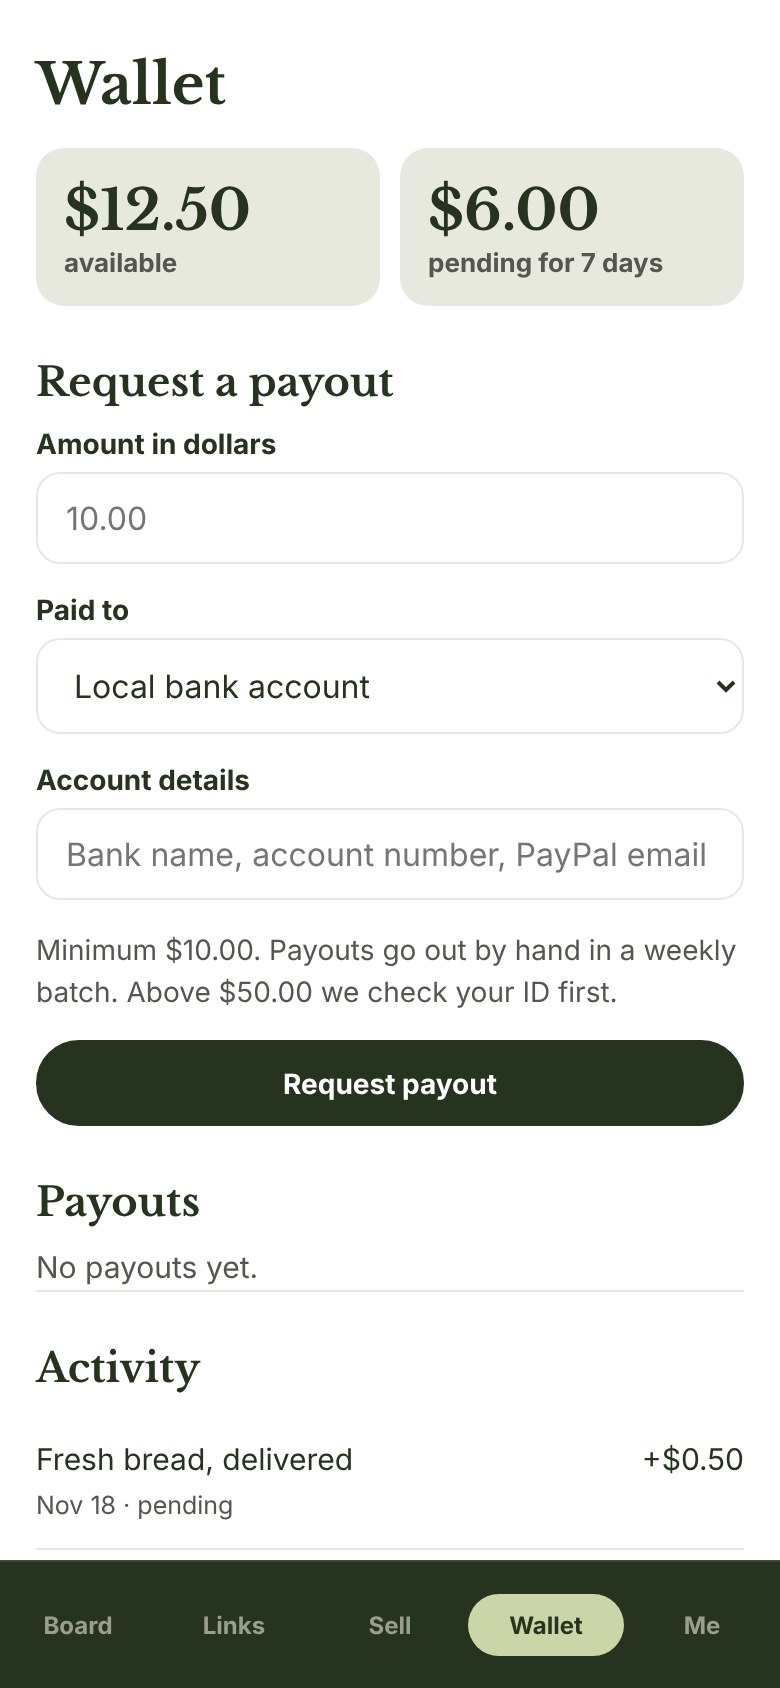 Wallet
$12.50
available
$6.00
pending for 7 days
Request a payout
Amount in dollars
10.00
Paid to
Local bank account
Account details
Bank name, account number, PayPal email
Minimum $10.00. Payouts go out by hand in a weekly
batch. Above $50.00 we check your ID first.
Request payout
Payouts
No payouts yet.
Activity
Fresh bread, delivered +$0.50
Nov 18 · pending
Board Links Sell Wallet Me